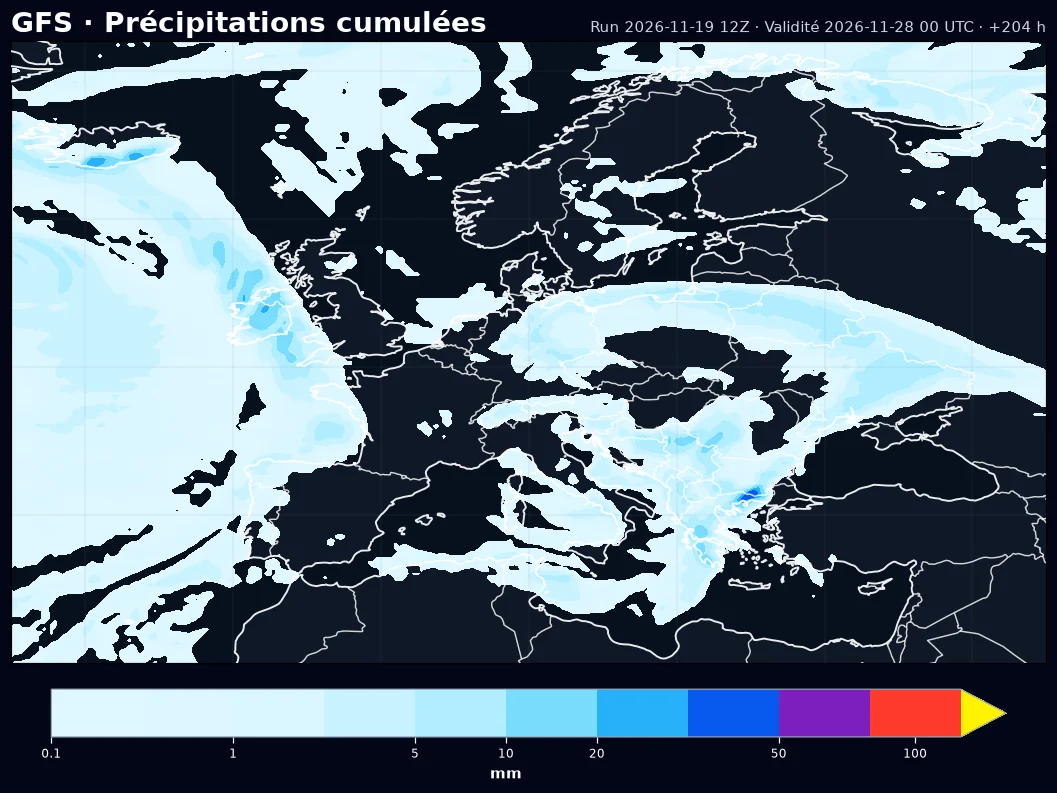 GFS · Précipitations cumulées
Run 2026-11-19 12Z · Validité 2026-11-28 00 UTC · +204 h
0.1 1 5 10 20 50 100
mm